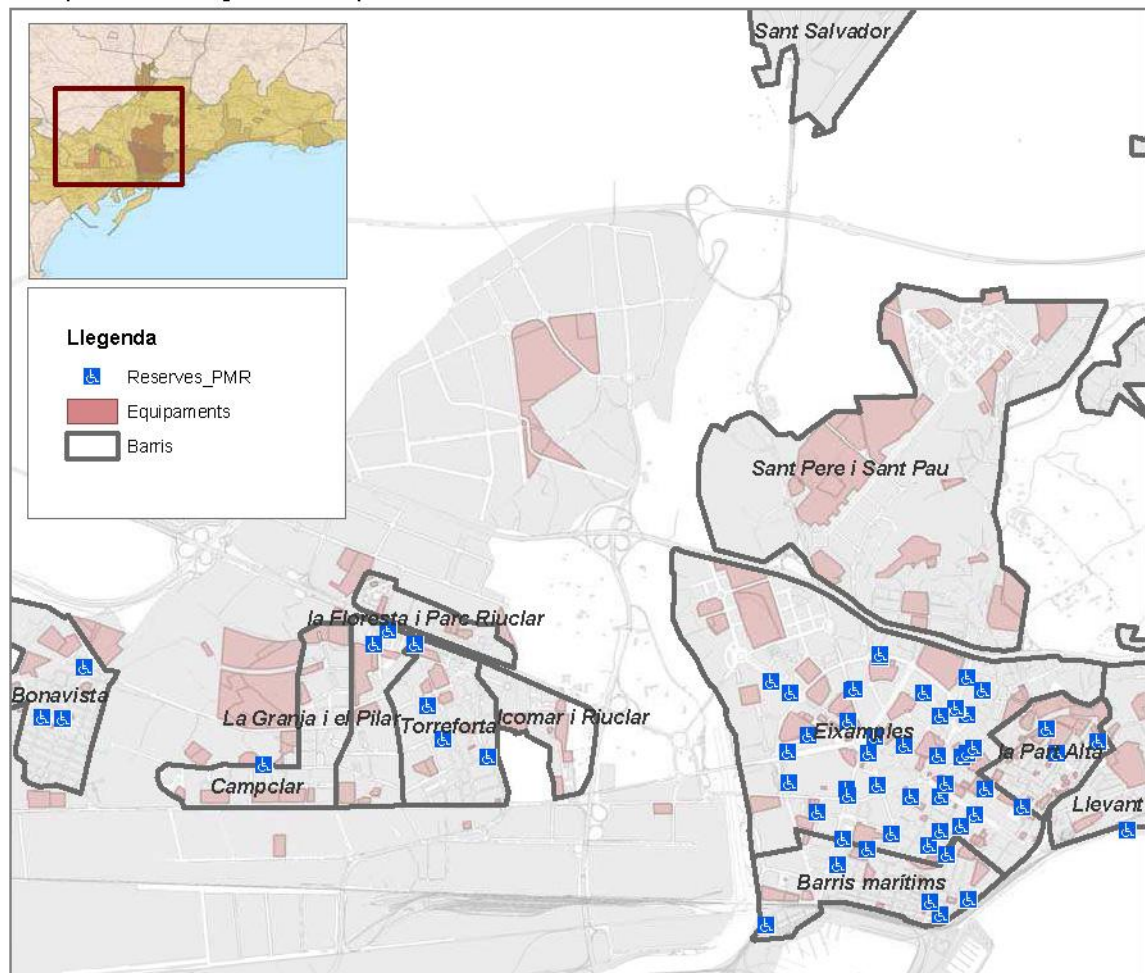 Sant Salvador
Llegenda
Reserves_PMR
Equipaments
Barris
Sant Pere i Sant Pau
la Floresta i Parc Riuclar
Bonavista
La Granja i el Pilar
Torreforta
Icomar i Riuclar
Eixamples
la Part Alta
Campclar
Llevant
Barris marítims